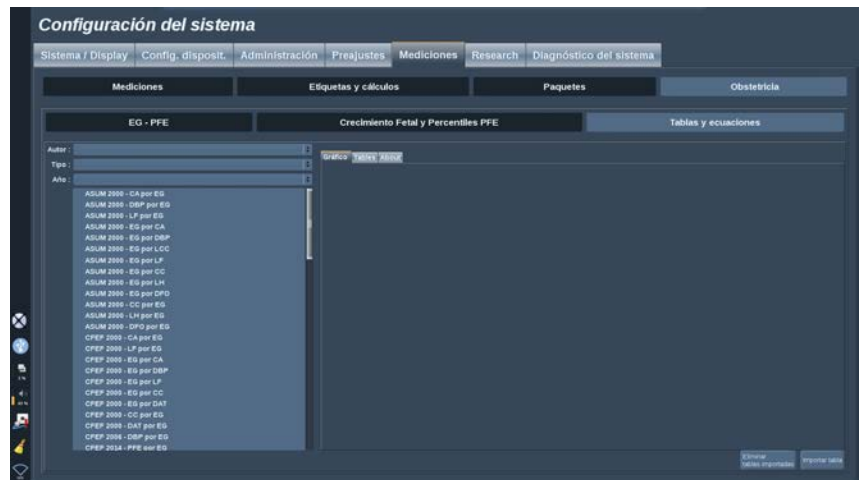 Configuración del sistema
Sistema / Display Config. disposit. Administración Preajustes Mediciones Research Diagnóstico del sistema
Mediciones Etiquetas y cálculos Paquetes Obstetricia
EG - PFE Crecimiento Fetal y Percentiles PFE Tablas y ecuaciones
Autor :
Tipo :
Año :
Gráfico Tables About
ASUM 2000 - CA por EG
ASUM 2000 - DBP por EG
ASUM 2000 - LF por EG
ASUM 2000 - EG por CA
ASUM 2000 - EG por DBP
ASUM 2000 - EG por LCC
ASUM 2000 - EG por LF
ASUM 2000 - EG por CC
ASUM 2000 - EG por LH
ASUM 2000 - EG por DFO
ASUM 2000 - CC por EG
ASUM 2000 - LH por EG
ASUM 2000 - DFO por EG
CFEF 2000 - CA por EG
CFEF 2000 - LF por EG
CFEF 2000 - EG por CA
CFEF 2000 - EG por DBP
CFEF 2000 - EG por LF
CFEF 2000 - EG por CC
CFEF 2000 - EG por DAT
CFEF 2000 - CC por EG
CFEF 2000 - DAT por EG
CFEF 2006 - DBP por EG
CFEF 2014 - PFE por EG
Eliminar
tablas importadas
Importar tabla